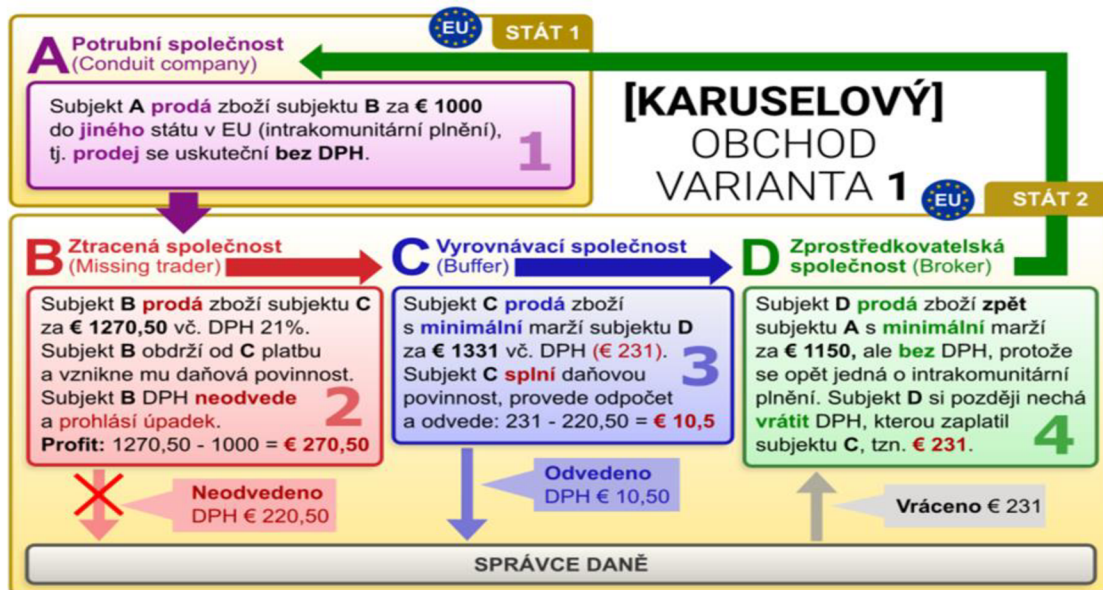 EU
STÁT 1
A
Potrubní společnost
(Conduit company)
Subjekt A prodá zboží subjektu B za € 1000
do jiného státu v EU (intrakomunitární plnění),
tj. prodej se uskuteční bez DPH.
1
[KARUSELOVÝ]
OBCHOD
VARIANTA 1
EU
STÁT 2
B
Ztracená společnost
(Missing trader)
Subjekt B prodá zboží subjektu C
za € 1270,50 vč. DPH 21%.
Subjekt B obdrží od C platbu
a vznikne mu daňová povinnost.
Subjekt B DPH neodvede
a prohlásí úpadek.
Profit: 1270,50 - 1000 = € 270,50
2
Neodvedeno
DPH € 220,50
C
Vyrovnávací společnost
(Buffer)
Subjekt C prodá zboží
s minimální marží subjektu D
za € 1331 vč. DPH (€ 231).
Subjekt C splní daňovou
povinnost, provede odpočet
a odvede: 231 - 220,50 = € 10,5
3
Odvedeno
DPH € 10,50
D
Zprostředkovatelská
společnost (Broker)
Subjekt D prodá zboží zpět
subjektu A s minimální marží
za € 1150, ale bez DPH, protože
se opět jedná o intrakomunitární
plnění. Subjekt D si později nechá
vrátit DPH, kterou zaplatil
subjektu C, tzn. € 231.
4
Vráceno € 231
SPRÁVCE DANĚ